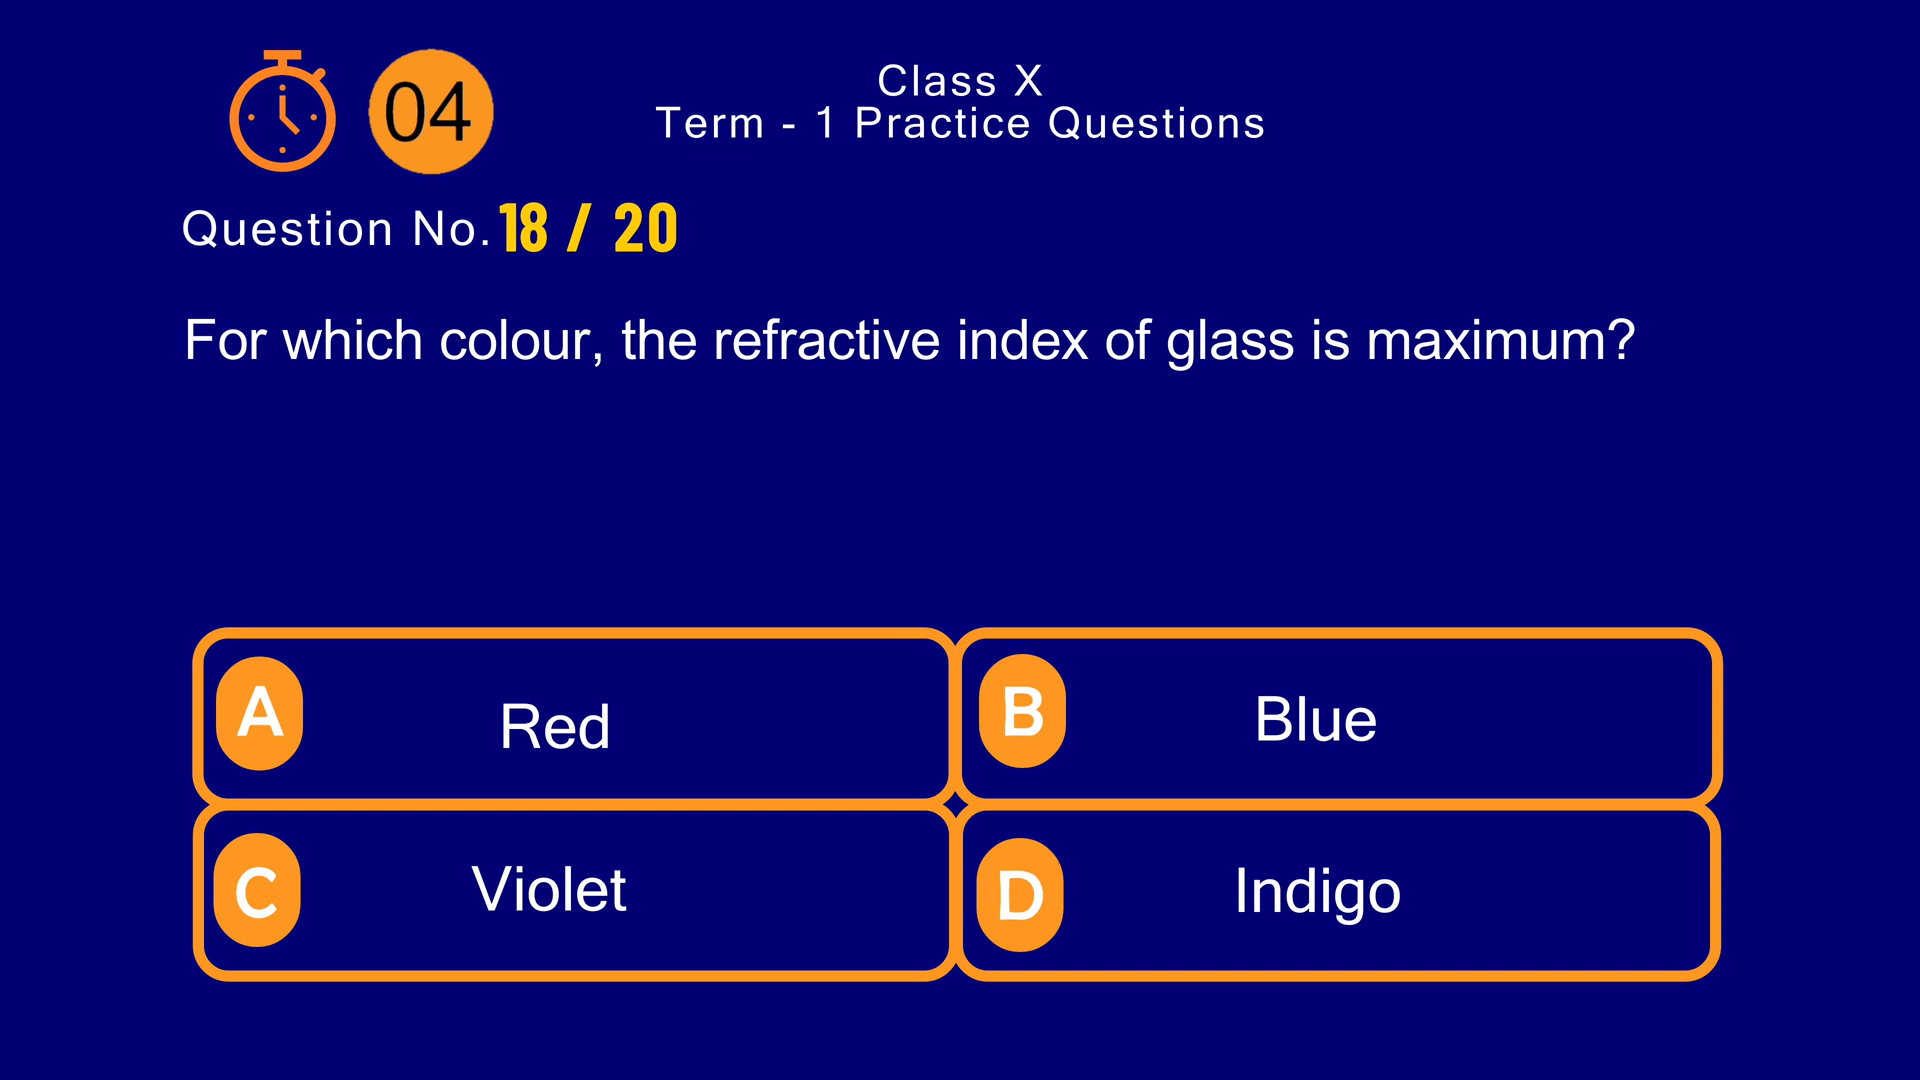 04
Class X
Term - 1 Practice Questions
Question No. 18 / 20
For which colour, the refractive index of glass is maximum?
A Red
B Blue
C Violet
D Indigo